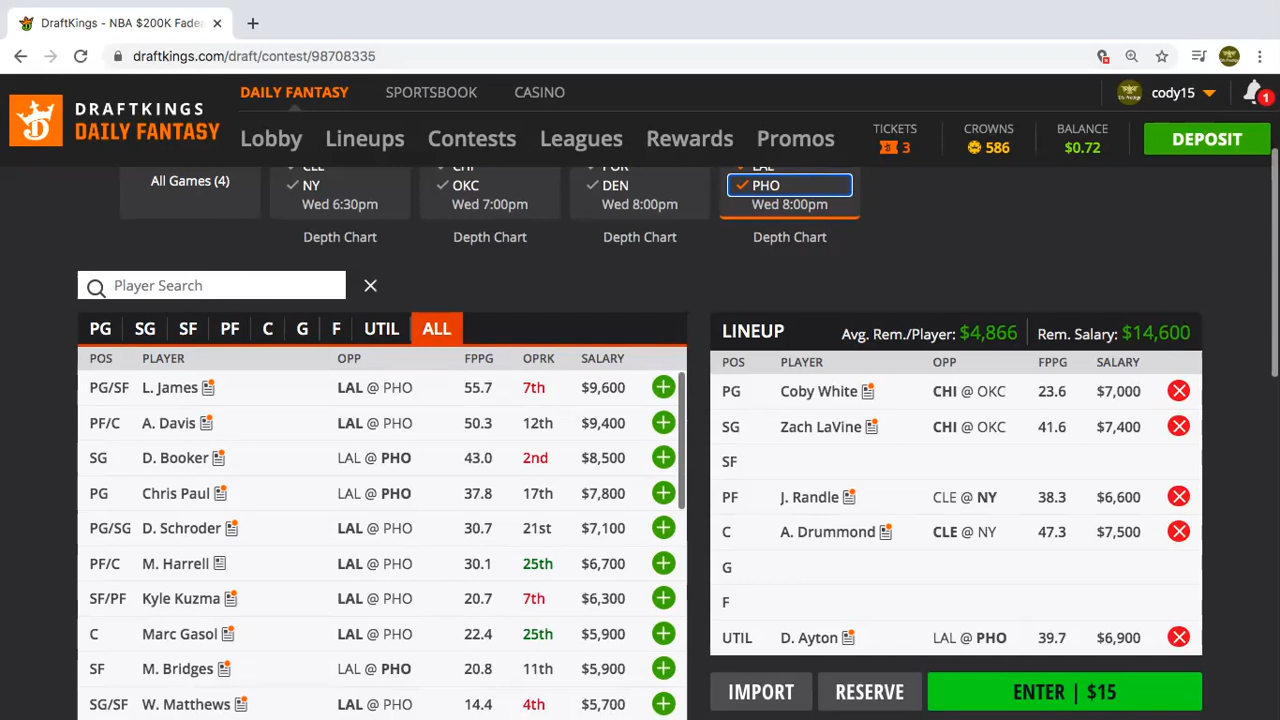 DraftKings - NBA $200K Fade
draftkings.com/draft/contest/98708335
DRAFTKINGS
DAILY FANTASY
DAILY FANTASY SPORTSBOOK CASINO
cody15
1
Lobby Lineups Contests Leagues Rewards Promos
TICKETS CROWNS BALANCE
3 586 $0.72
DEPOSIT
CLE CHI POR LAL
All Games (4) NY OKC DEN PHO
Wed 6:30pm Wed 7:00pm Wed 8:00pm Wed 8:00pm
Depth Chart Depth Chart Depth Chart Depth Chart
Player Search
PG SG SF PF C G F UTIL ALL
POS PLAYER OPP FPPG OPRK SALARY
PG/SF L. James LAL @ PHO 55.7 7th $9,600
PF/C A. Davis LAL @ PHO 50.3 12th $9,400
SG D. Booker LAL @ PHO 43.0 2nd $8,500
PG Chris Paul LAL @ PHO 37.8 17th $7,800
PG/SG D. Schroder LAL @ PHO 30.7 21st $7,100
PF/C M. Harrell LAL @ PHO 30.1 25th $6,700
SF/PF Kyle Kuzma LAL @ PHO 20.7 7th $6,300
C Marc Gasol LAL @ PHO 22.4 25th $5,900
SF M. Bridges LAL @ PHO 20.8 11th $5,900
SG/SF W. Matthews LAL @ PHO 14.4 4th $5,700
LINEUP Avg. Rem./Player: $4,866 Rem. Salary: $14,600
POS PLAYER OPP FPPG SALARY
PG Coby White CHI @ OKC 23.6 $7,000
SG Zach LaVine CHI @ OKC 41.6 $7,400
SF
PF J. Randle CLE @ NY 38.3 $6,600
C A. Drummond CLE @ NY 47.3 $7,500
G
F
UTIL D. Ayton LAL @ PHO 39.7 $6,900
IMPORT RESERVE ENTER | $15